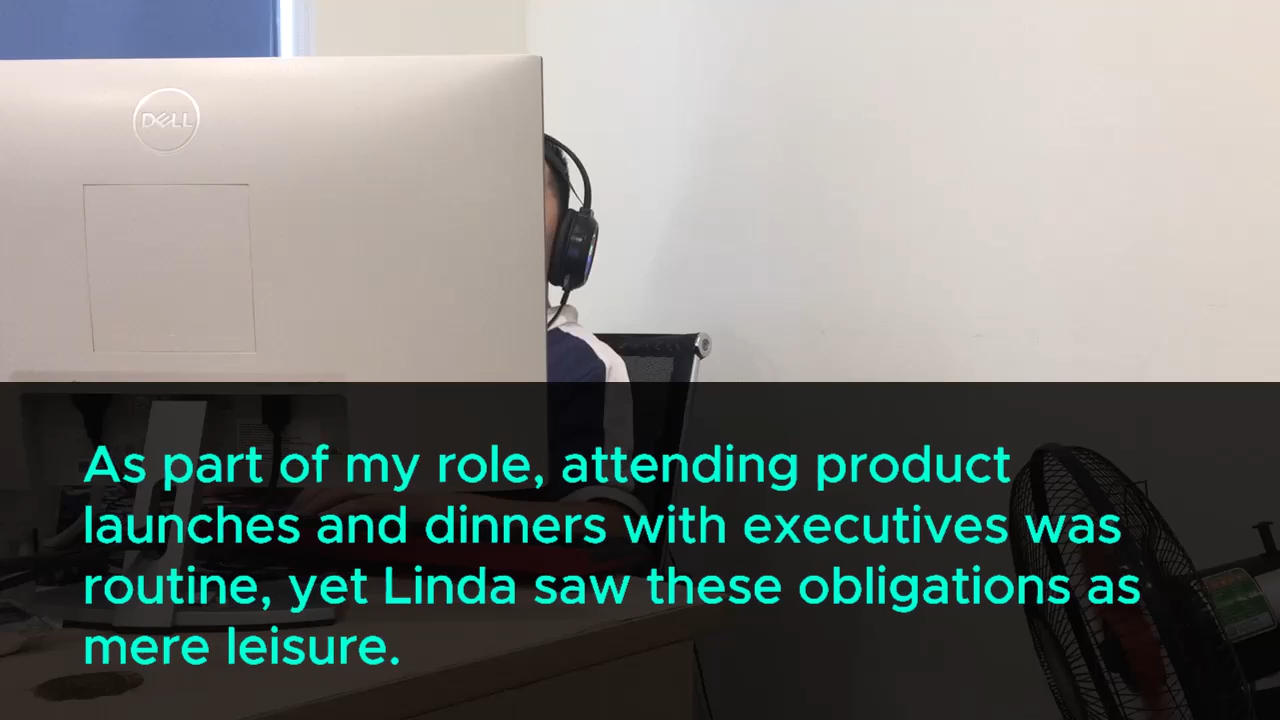 DELL
As part of my role, attending product
launches and dinners with executives was
routine, yet Linda saw these obligations as
mere leisure.